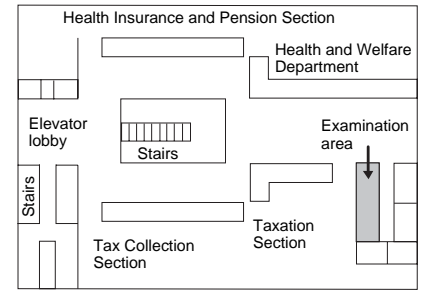 Health Insurance and Pension Section
Health and Welfare
Department
Elevator
lobby
Examination
area
Stairs
Stairs
Taxation
Section
Tax Collection
Section